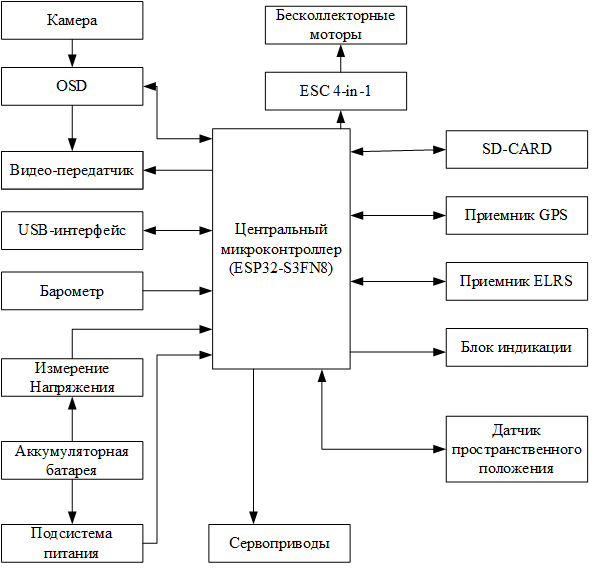 Камера
Бесколлекторные
моторы
OSD
ESC 4-in-1
Видео-передатчик
SD-CARD
USB-интерфейс
Центральный
микроконтроллер
(ESP32-S3FN8)
Приемник GPS
Барометр
Приемник ELRS
Измерение
Напряжения
Блок индикации
Аккумуляторная
батарея
Датчик
пространственного
положения
Подсистема
питания
Сервоприводы